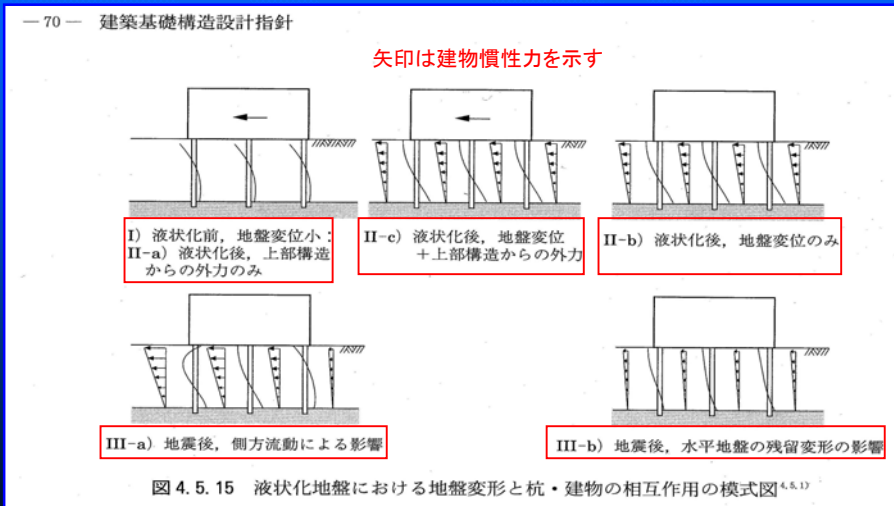 — 70 — 建築基礎構造設計指針
矢印は建物慣性力を示す
I) 液状化前，地盤変位小：
II-a) 液状化後，上部構造
からの外力のみ
II-c) 液状化後，地盤変位
＋上部構造からの外力
II-b) 液状化後，地盤変位のみ
III-a) 地震後，側方流動による影響
III-b) 地震後，水平地盤の残留変形の影響
図 4.5.15 液状化地盤における地盤変形と杭・建物の相互作用の模式図4.5.1)